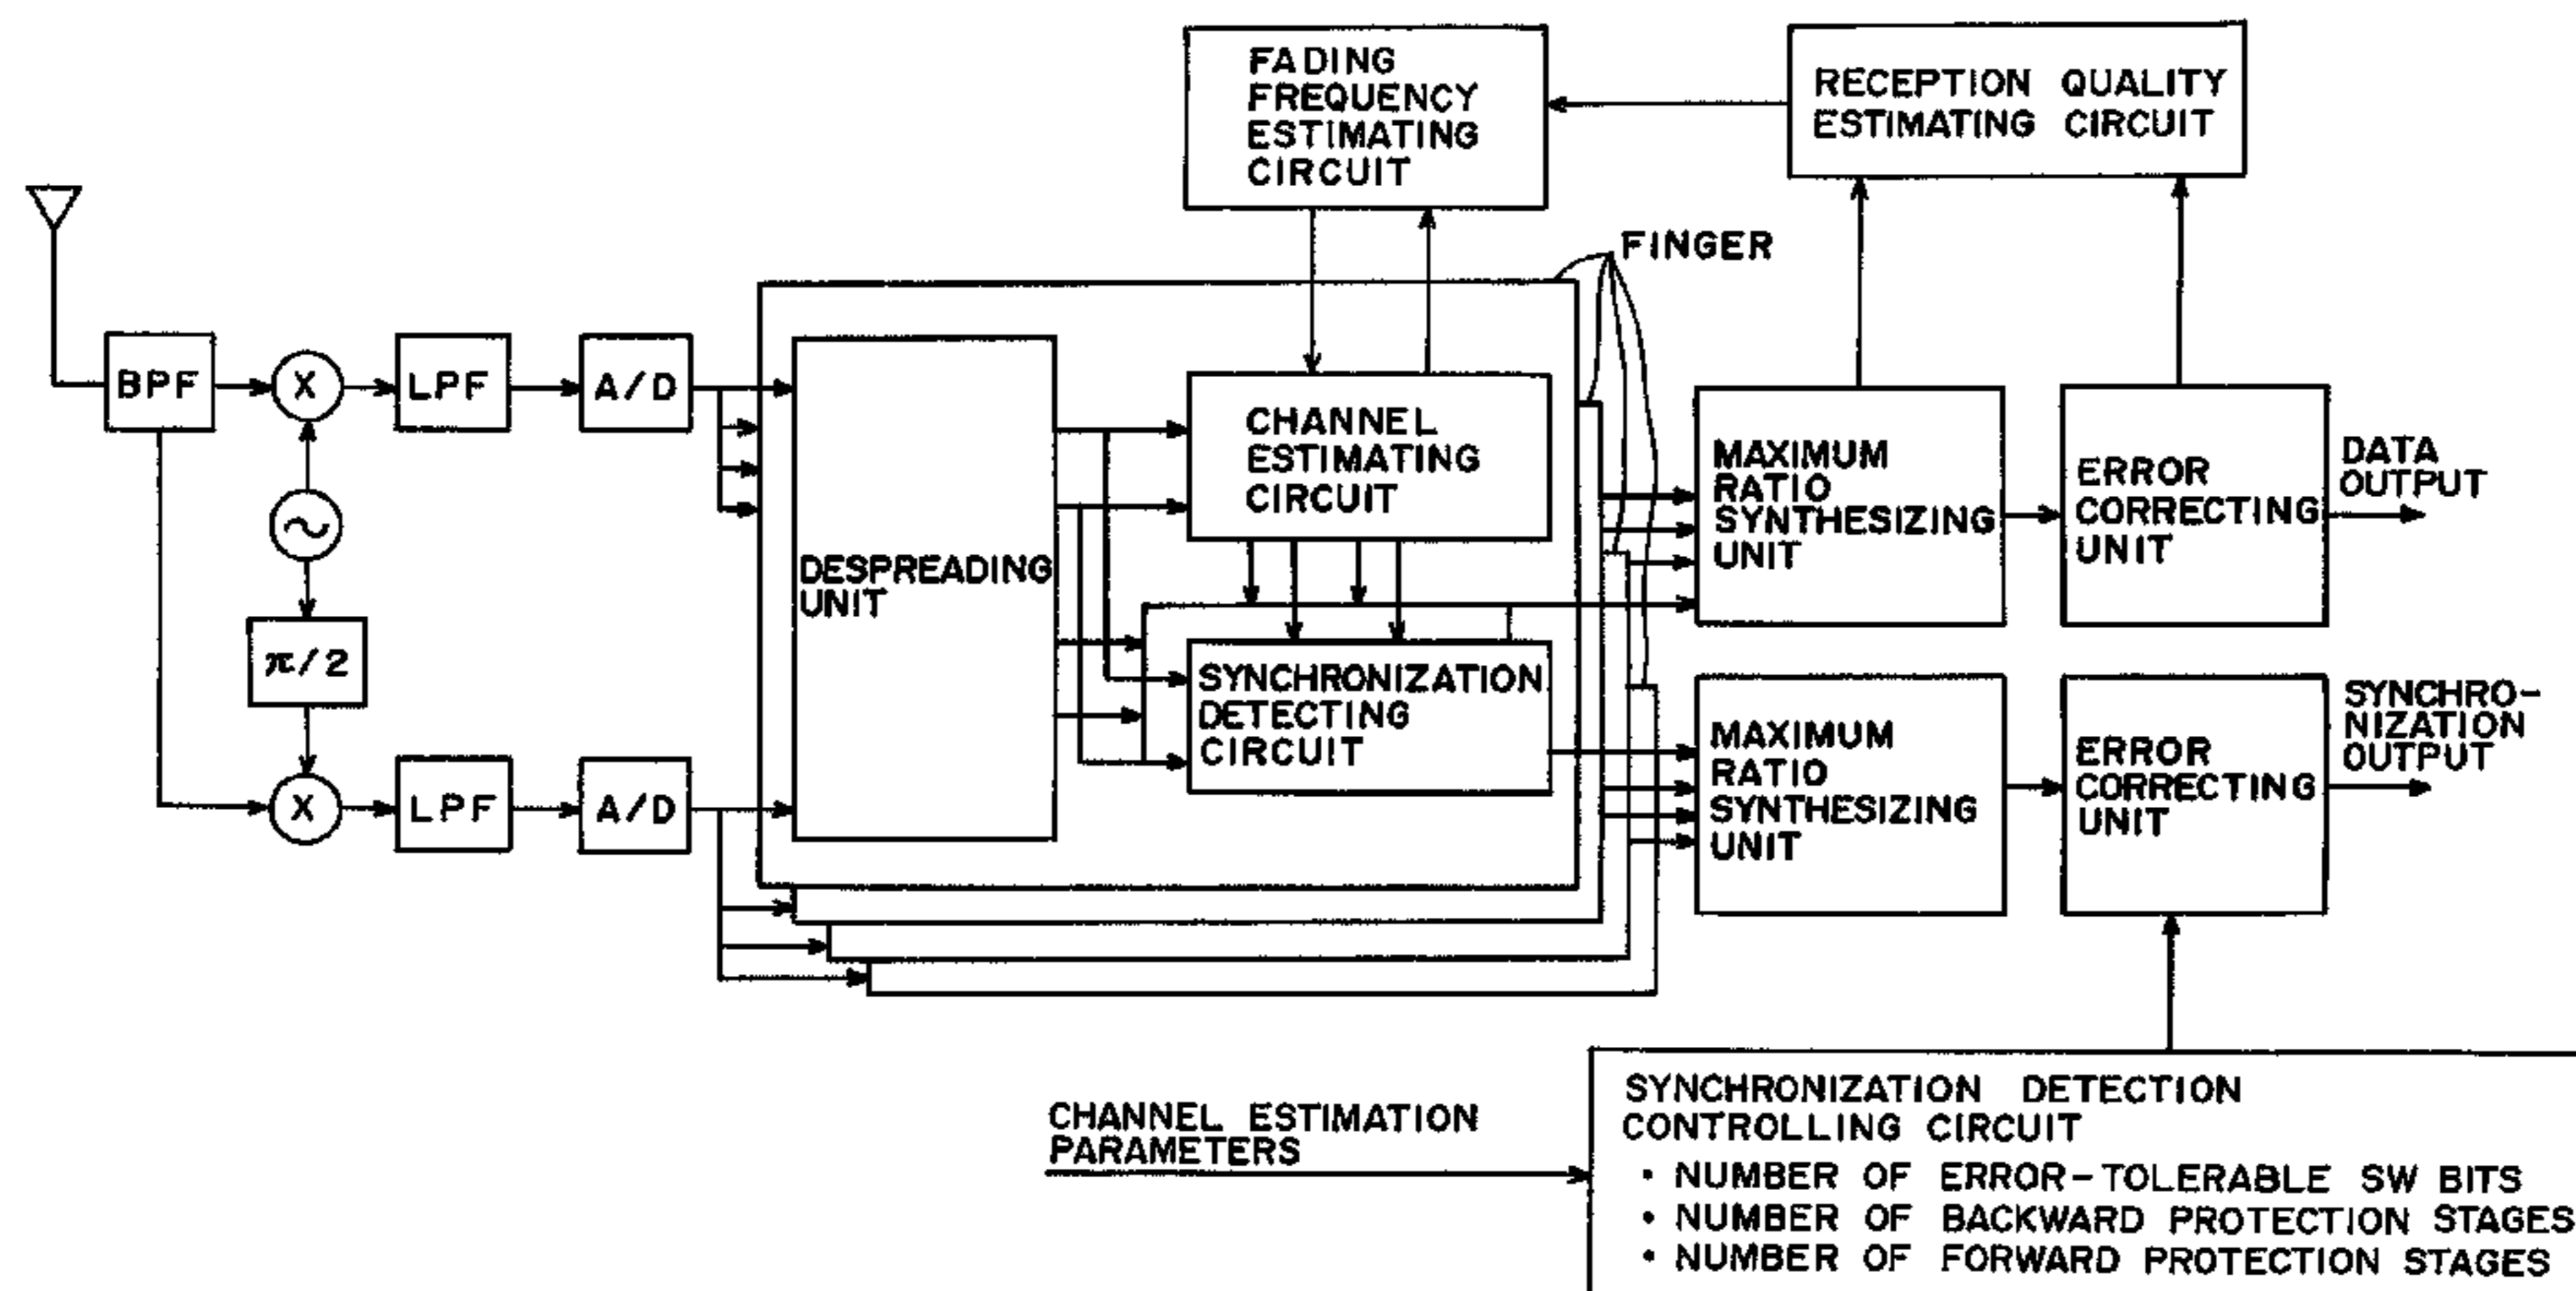 FADING
FREQUENCY
ESTIMATING
CIRCUIT
RECEPTION QUALITY
ESTIMATING CIRCUIT
FINGER
BPF
X
LPF
A/D
π/2
X
LPF
A/D
DESPREADING
UNIT
CHANNEL
ESTIMATING
CIRCUIT
SYNCHRONIZATION
DETECTING
CIRCUIT
MAXIMUM
RATIO
SYNTHESIZING
UNIT
ERROR
CORRECTING
UNIT
DATA
OUTPUT
MAXIMUM
RATIO
SYNTHESIZING
UNIT
ERROR
CORRECTING
UNIT
SYNCHRO-
NIZATION
OUTPUT
CHANNEL ESTIMATION
PARAMETERS
SYNCHRONIZATION DETECTION
CONTROLLING CIRCUIT
• NUMBER OF ERROR-TOLERABLE SW BITS
• NUMBER OF BACKWARD PROTECTION STAGES
• NUMBER OF FORWARD PROTECTION STAGES